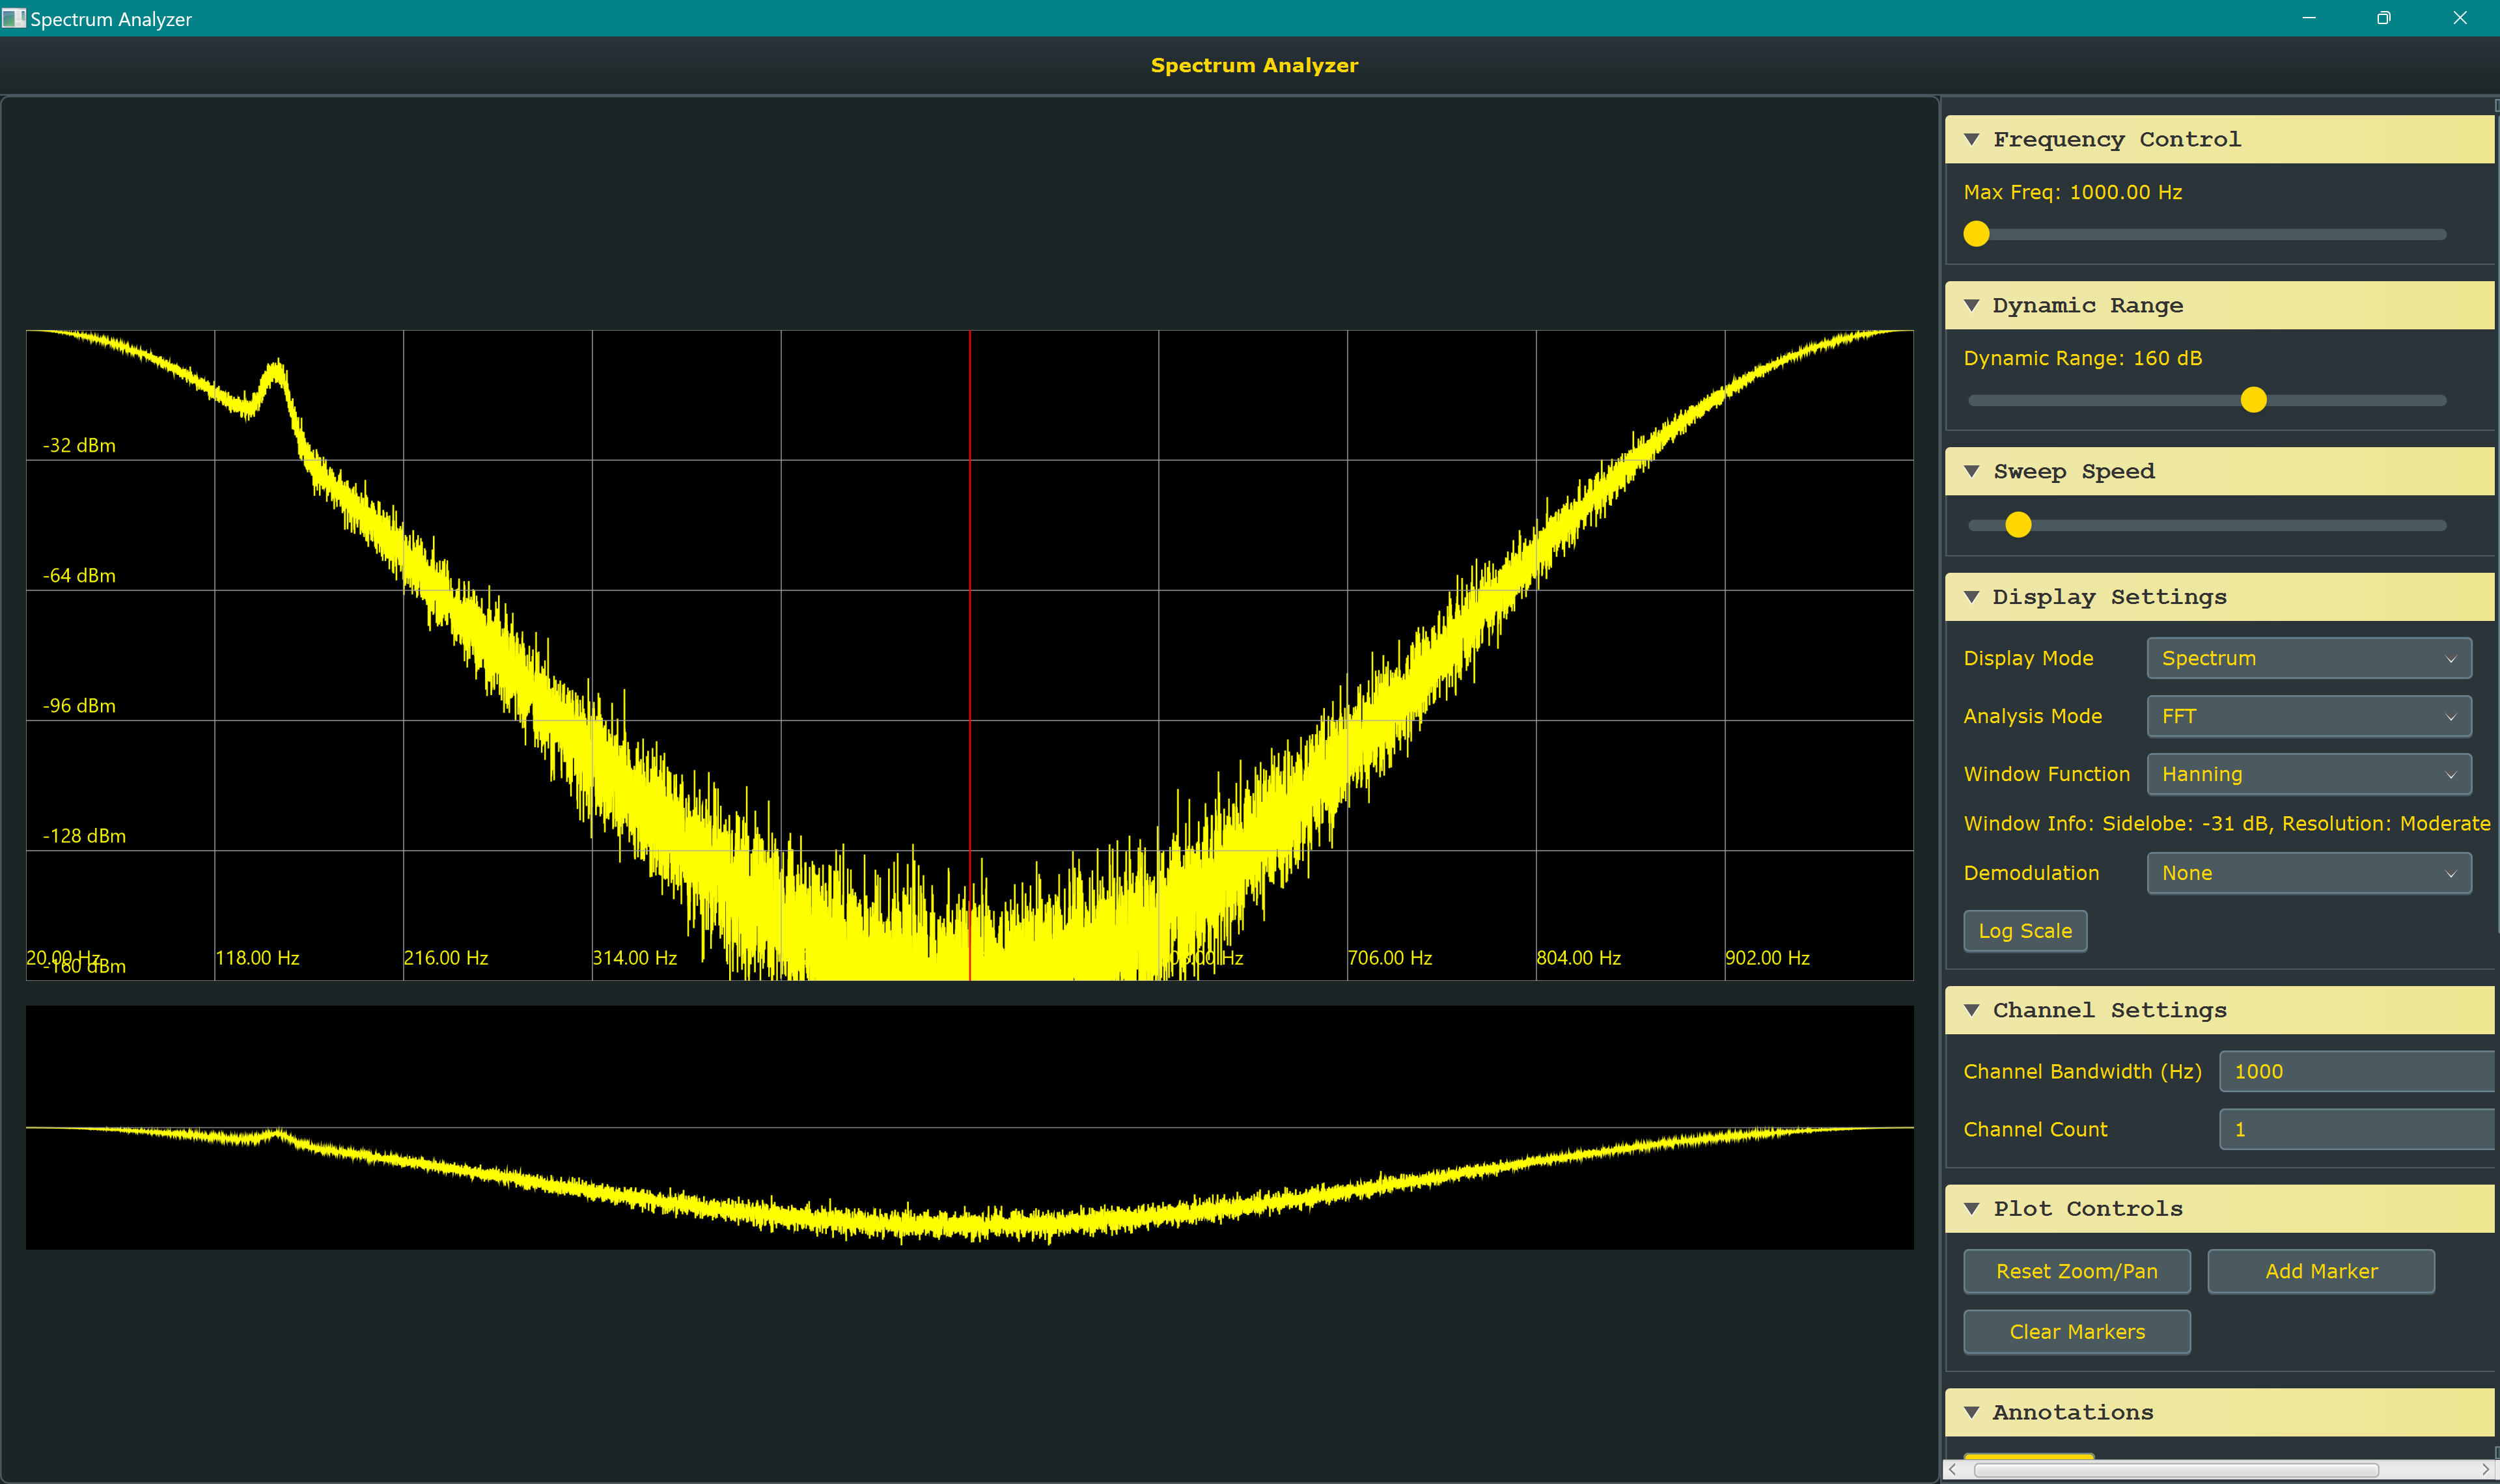 Spectrum Analyzer
Spectrum Analyzer
-32 dBm
-64 dBm
-96 dBm
-128 dBm
-160 dBm
20.00 Hz
118.00 Hz
216.00 Hz
314.00 Hz
706.00 Hz
804.00 Hz
902.00 Hz
Frequency Control
Max Freq: 1000.00 Hz
Dynamic Range
Dynamic Range: 160 dB
Sweep Speed
Display Settings
Display Mode Spectrum
Analysis Mode FFT
Window Function Hanning
Window Info: Sidelobe: -31 dB, Resolution: Moderate
Demodulation None
Log Scale
Channel Settings
Channel Bandwidth (Hz) 1000
Channel Count 1
Plot Controls
Reset Zoom/Pan Add Marker
Clear Markers
Annotations